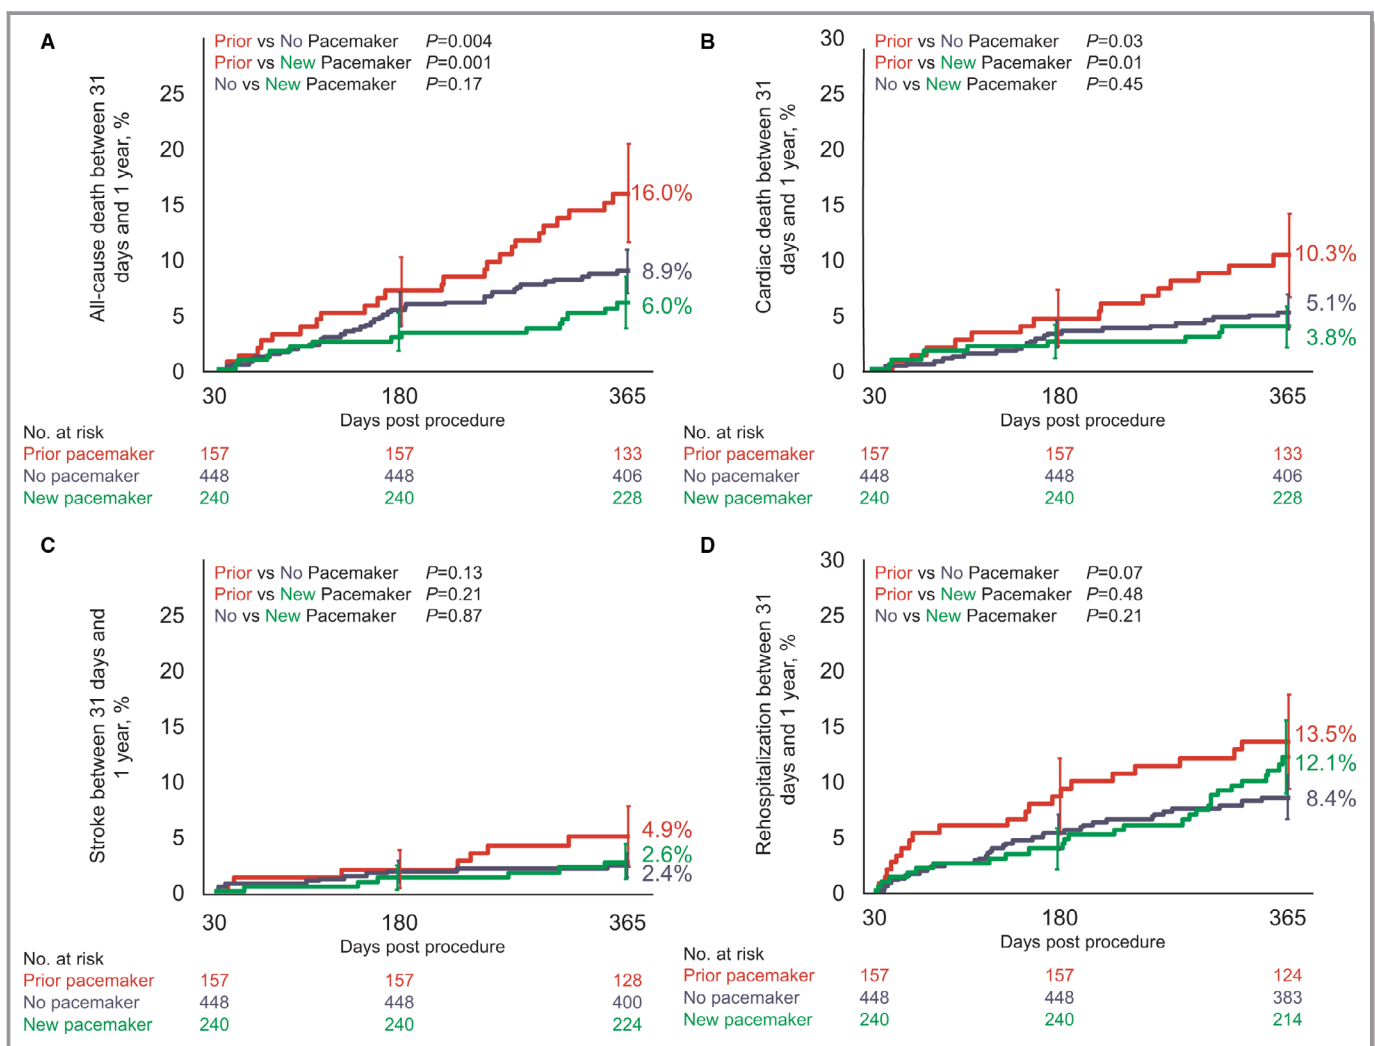 A
Prior vs No Pacemaker P=0.004
Prior vs New Pacemaker P=0.001
No vs New Pacemaker P=0.17
All-cause death between 31
days and 1 year, %
25
20
15
10
5
0
16.0%
8.9%
6.0%
30 180 365
Days post procedure
No. at risk
Prior pacemaker 157 157 133
No pacemaker 448 448 406
New pacemaker 240 240 228
B
Prior vs No Pacemaker P=0.03
Prior vs New Pacemaker P=0.01
No vs New Pacemaker P=0.45
Cardiac death between 31
days and 1 year, %
30
25
20
15
10
5
0
10.3%
5.1%
3.8%
30 180 365
Days post procedure
No. at risk
Prior pacemaker 157 157 133
No pacemaker 448 448 406
New pacemaker 240 240 228
C
Prior vs No Pacemaker P=0.13
Prior vs New Pacemaker P=0.21
No vs New Pacemaker P=0.87
Stroke between 31 days and
1 year, %
25
20
15
10
5
0
4.9%
2.6%
2.4%
30 180 365
Days post procedure
No. at risk
Prior pacemaker 157 157 128
No pacemaker 448 448 400
New pacemaker 240 240 224
D
Prior vs No Pacemaker P=0.07
Prior vs New Pacemaker P=0.48
No vs New Pacemaker P=0.21
Rehospitalization between 31
days and 1 year, %
30
25
20
15
10
5
0
13.5%
12.1%
8.4%
30 180 365
Days post procedure
No. at risk
Prior pacemaker 157 157 124
No pacemaker 448 448 383
New pacemaker 240 240 214